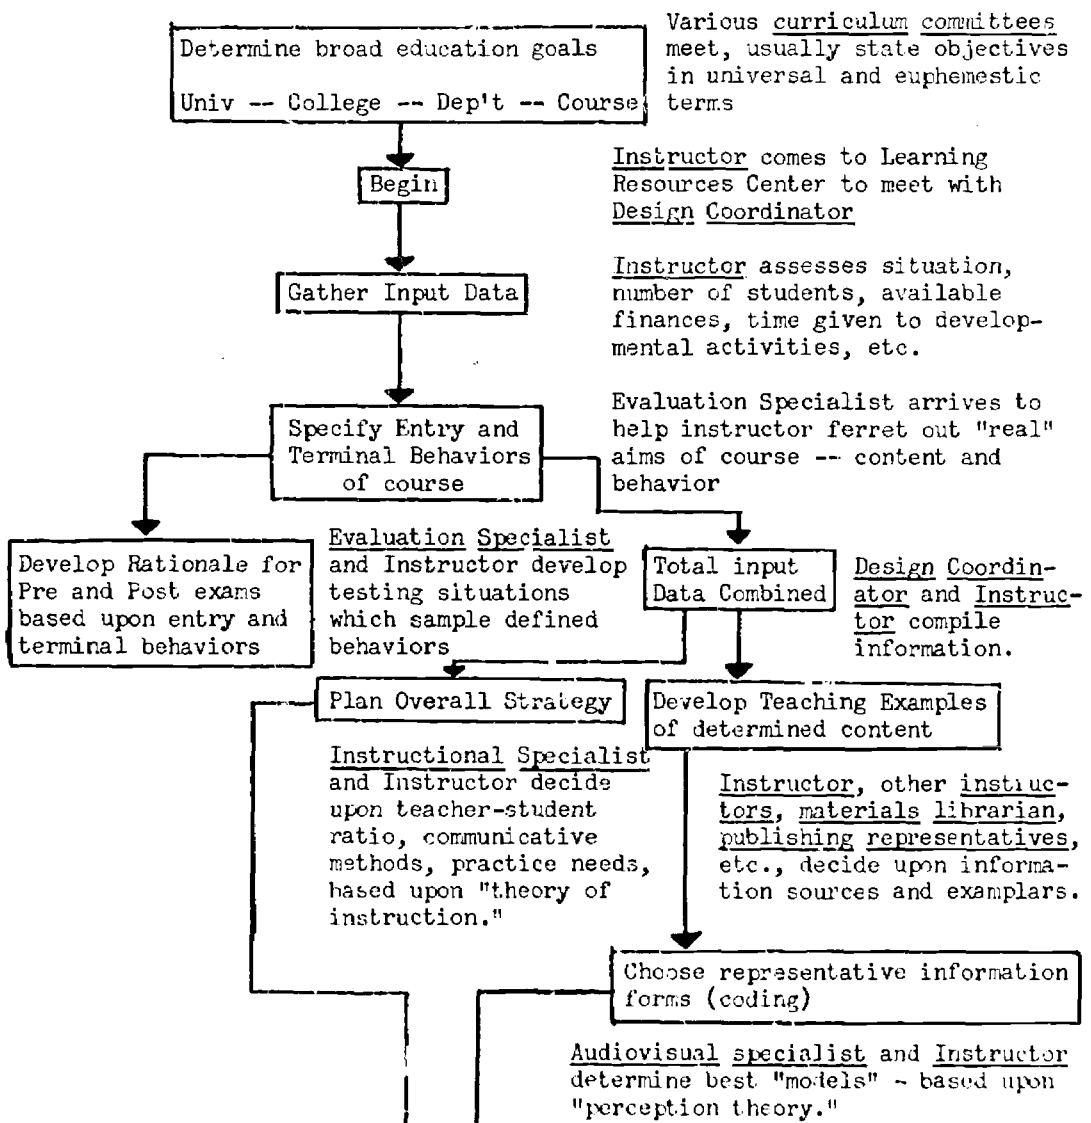 Determine broad education goals
Univ -- College -- Dep't -- Course
Various curriculum committees
meet, usually state objectives
in universal and euphemestic
terms
Begin
Instructor comes to Learning
Resources Center to meet with
Design Coordinator
Gather Input Data
Instructor assesses situation,
number of students, available
finances, time given to develop-
mental activities, etc.
Specify Entry and
Terminal Behaviors
of course
Evaluation Specialist arrives to
help instructor ferret out "real"
aims of course -- content and
behavior
Develop Rationale for
Pre and Post exams
based upon entry and
terminal behaviors
Evaluation Specialist
and Instructor develop
testing situations
which sample defined
behaviors
Total input
Data Combined
Design Coordin-
ator and Instruc-
tor compile
information.
Plan Overall Strategy
Develop Teaching Examples
of determined content
Instructional Specialist
and Instructor decide
upon teacher-student
ratio, communicative
methods, practice needs,
based upon "theory of
instruction."
Instructor, other instruc-
tors, materials librarian,
publishing representatives,
etc., decide upon informa-
tion sources and examplars.
Choose representative information
forms (coding)
Audiovisual specialist and Instructor
determine best "models" - based upon
"perception theory."